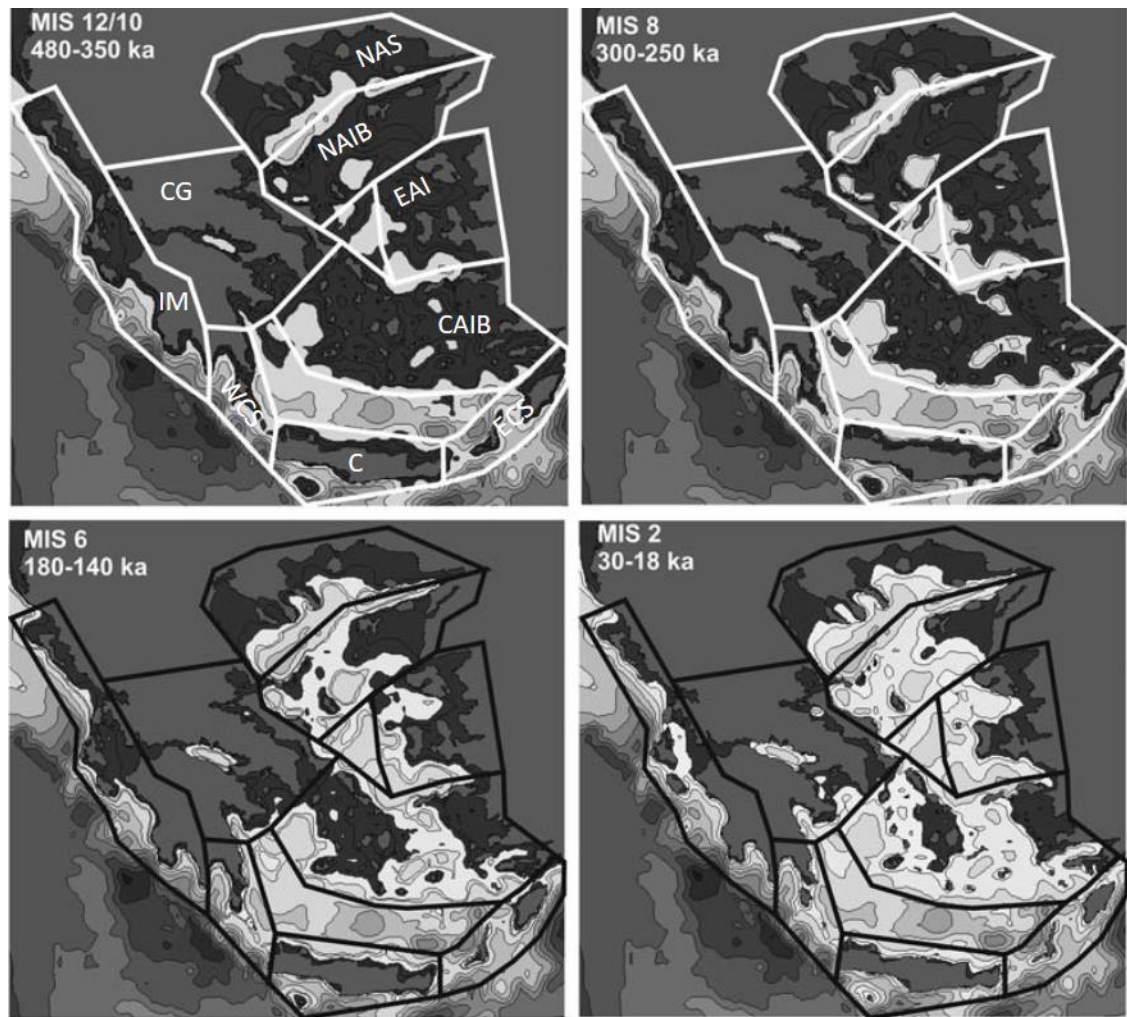 MIS 12/10
480-350 ka
NAS
NAIB
CG
EAI
IM
CAIB
WCS
ECS
C
MIS 8
300-250 ka
MIS 6
180-140 ka
MIS 2
30-18 ka